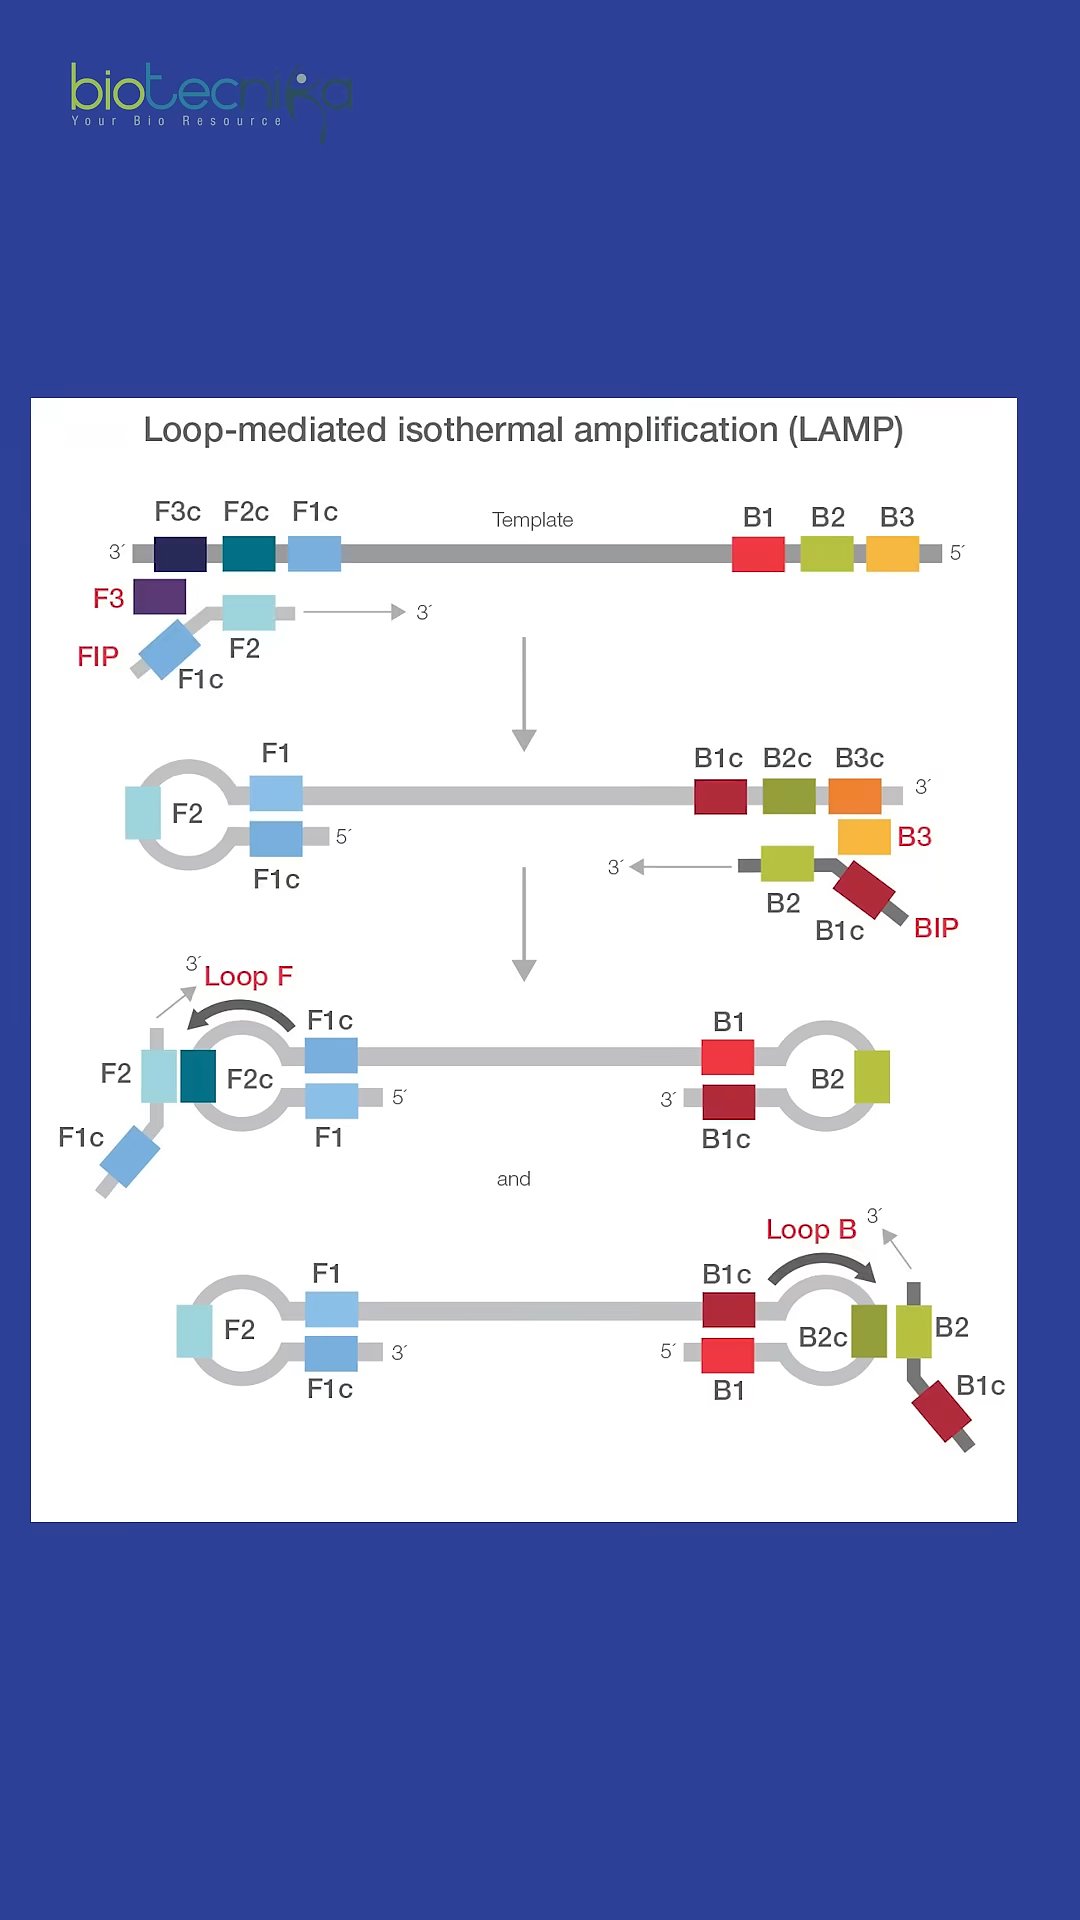 biotecnika
Your Bio Resource
Loop-mediated isothermal amplification (LAMP)
F3c F2c F1c Template B1 B2 B3
3´ 5´
F3
3´
FIP F2
F1c
F1 B1c B2c B3c
3´
F2
5´ B3
3´
F1c B2
B1c BIP
3´ Loop F
F1c B1
F2 F2c B2
5´ 3´
F1c F1 B1c
and
3´
Loop B
F1 B1c
F2 B2c B2
3´ 5´
F1c B1 B1c